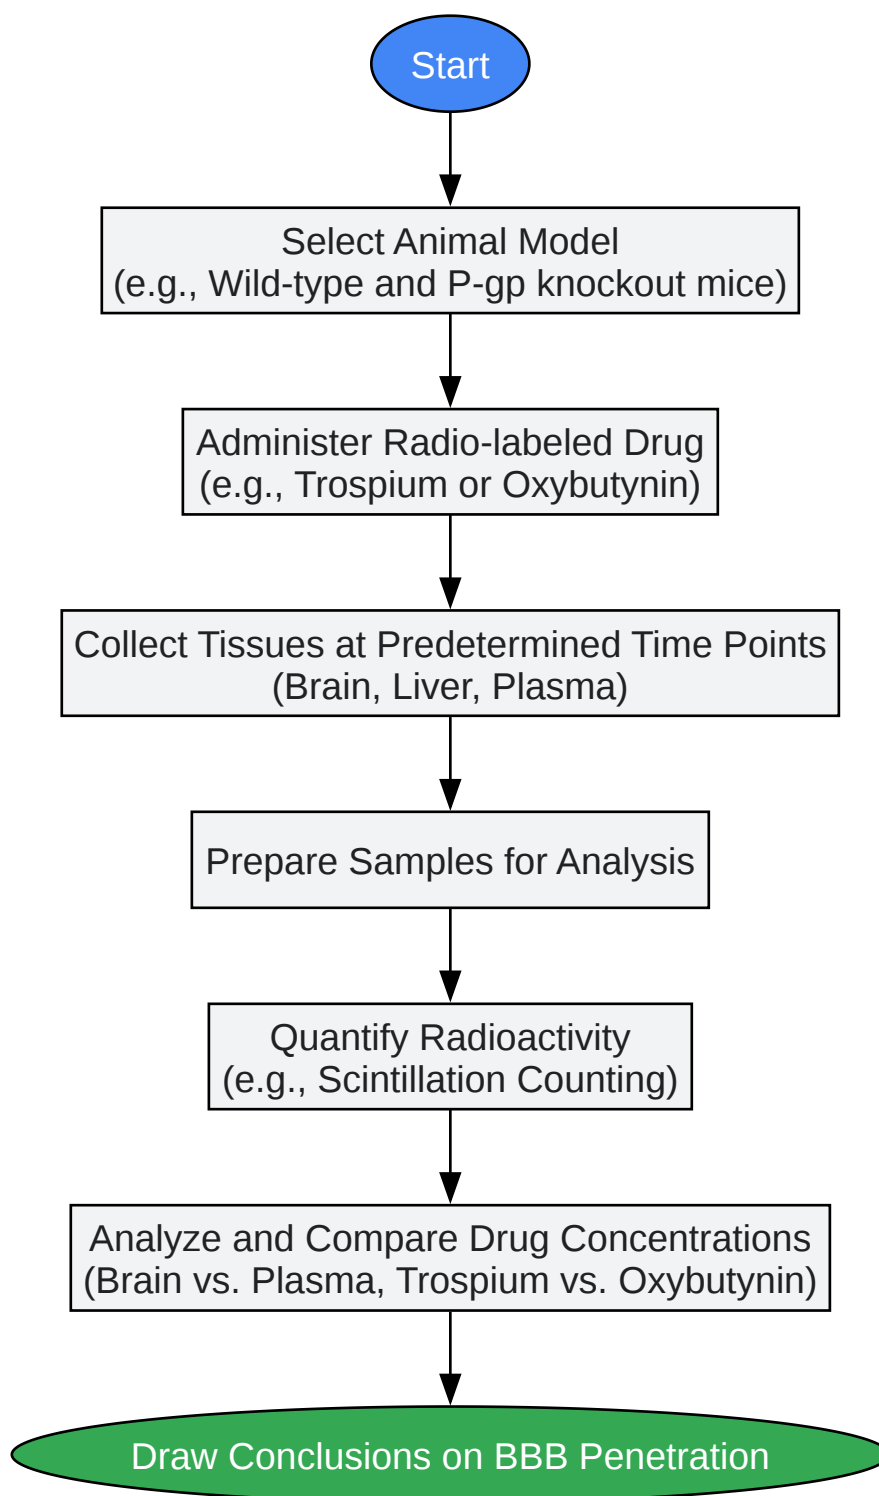 Start
Select Animal Model
(e.g., Wild-type and P-gp knockout mice)
Administer Radio-labeled Drug
(e.g., Trospium or Oxybutynin)
Collect Tissues at Predetermined Time Points
(Brain, Liver, Plasma)
Prepare Samples for Analysis
Quantify Radioactivity
(e.g., Scintillation Counting)
Analyze and Compare Drug Concentrations
(Brain vs. Plasma, Trospium vs. Oxybutynin)
Draw Conclusions on BBB Penetration